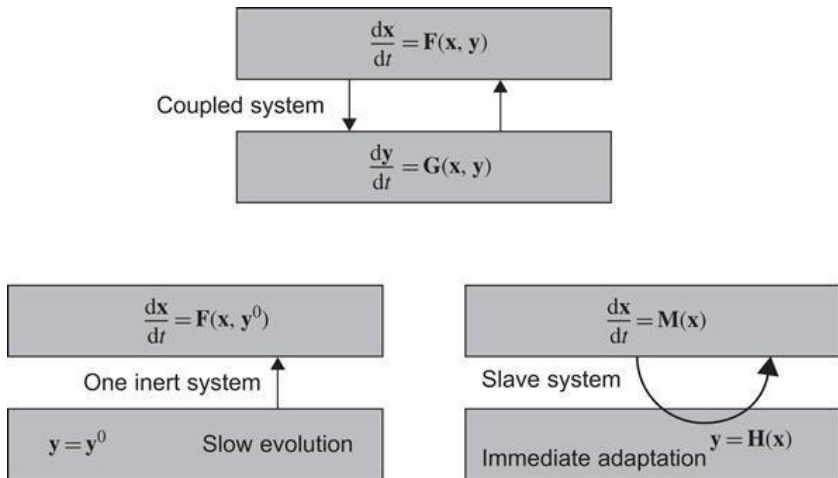 dx/dt = F(x, y)
Coupled system
dy/dt = G(x, y)
dx/dt = F(x, y⁰)
One inert system
y = y⁰ Slow evolution
dx/dt = M(x)
Slave system
y = H(x)
Immediate adaptation